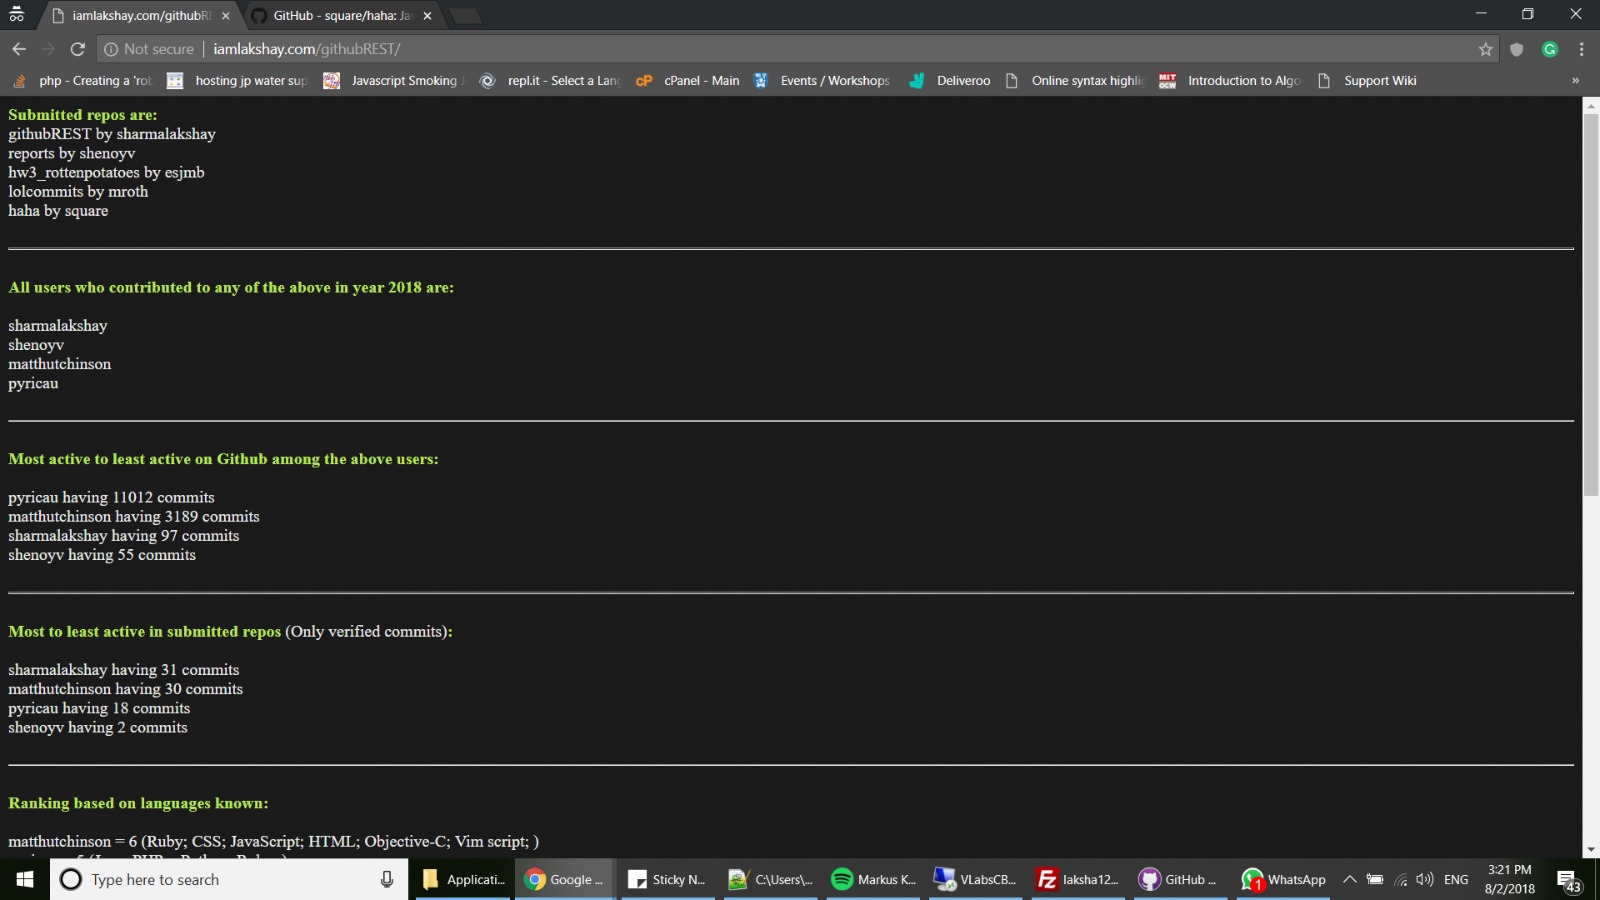 iamlakshay.com/githubRE
GitHub - square/haha: Ja
Not secure | iamlakshay.com/githubREST/
php - Creating a 'rob
hosting jp water sup
Javascript Smoking
repl.it - Select a Lang
cP cPanel - Main
Events / Workshops
Deliveroo
Online syntax highlig
MIT OCW Introduction to Algo
Support Wiki
»
Submitted repos are:
githubREST by sharmalakshay
reports by shenoyv
hw3_rottenpotatoes by esjmb
lolcommits by mroth
haha by square
All users who contributed to any of the above in year 2018 are:
sharmalakshay
shenoyv
matthutchinson
pyricau
Most active to least active on Github among the above users:
pyricau having 11012 commits
matthutchinson having 3189 commits
sharmalakshay having 97 commits
shenoyv having 55 commits
Most to least active in submitted repos (Only verified commits):
sharmalakshay having 31 commits
matthutchinson having 30 commits
pyricau having 18 commits
shenoyv having 2 commits
Ranking based on languages known:
matthutchinson = 6 (Ruby; CSS; JavaScript; HTML; Objective-C; Vim script; )
Type here to search
Applicati...
Google ...
Sticky N...
C:\Users\...
Markus K...
VLabsCB...
Fz laksha12...
GitHub ...
1 WhatsApp
ENG
3:21 PM
8/2/2018
43